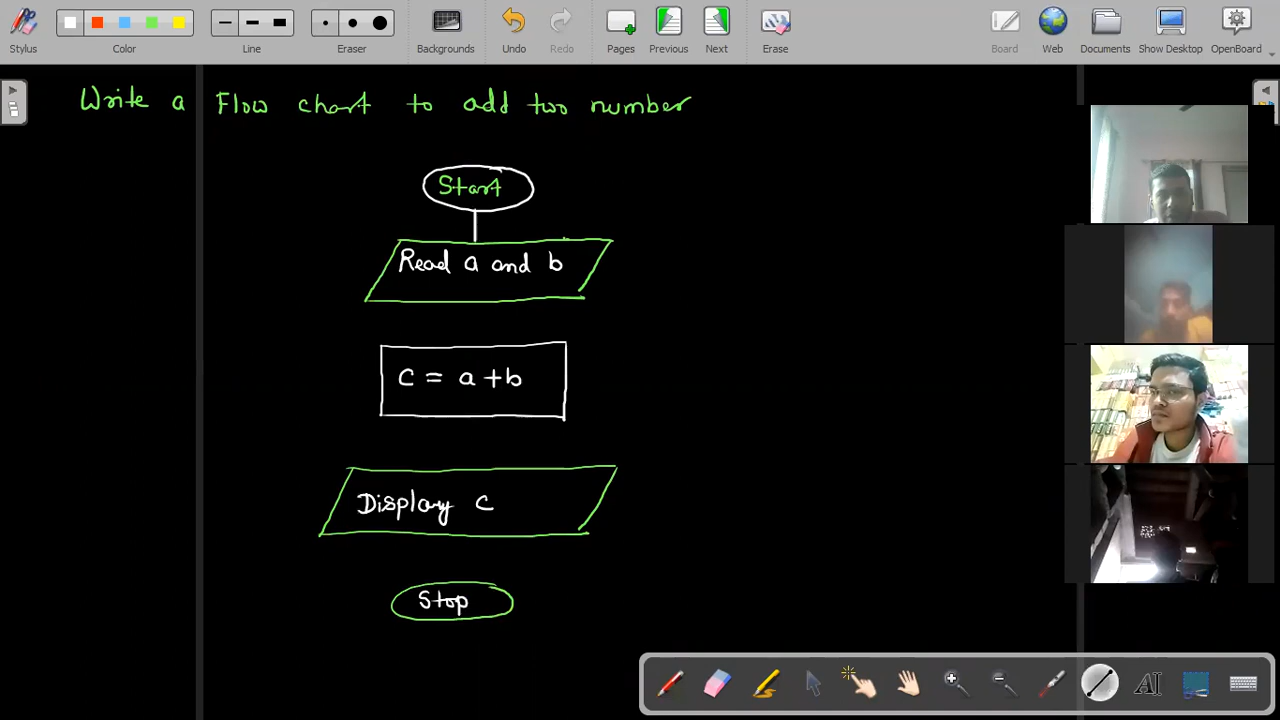 Stylus
Color
Line
Eraser
Backgrounds
Undo
Redo
Pages
Previous
Next
Erase
Board
Web
Documents
Show Desktop
OpenBoard
Write a Flow chart to add two number
Start
Read a and b
c = a+b
Display c
Stop
AI